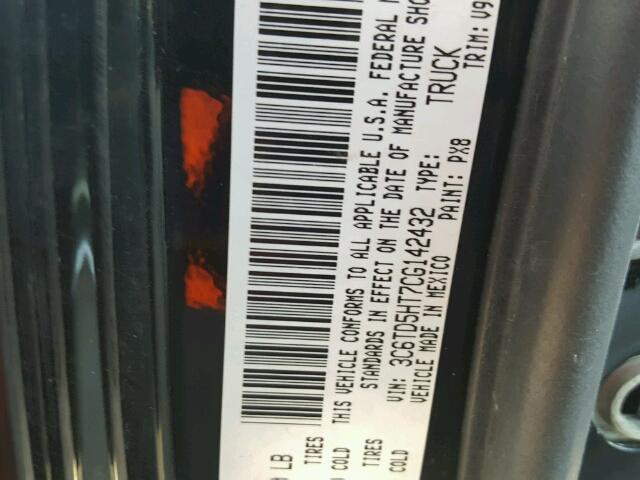 LB
TIRES
COLD THIS VEHICLE CONFORMS TO ALL APPLICABLE U.S.A. FEDERAL
TIRES STANDARDS IN EFFECT ON THE DATE OF MANUFACTURE
COLD VIN: 3C6TD5HT7CG142432 TYPE: TRUCK
VEHICLE MADE IN MEXICO PAINT: PX8 TRIM: